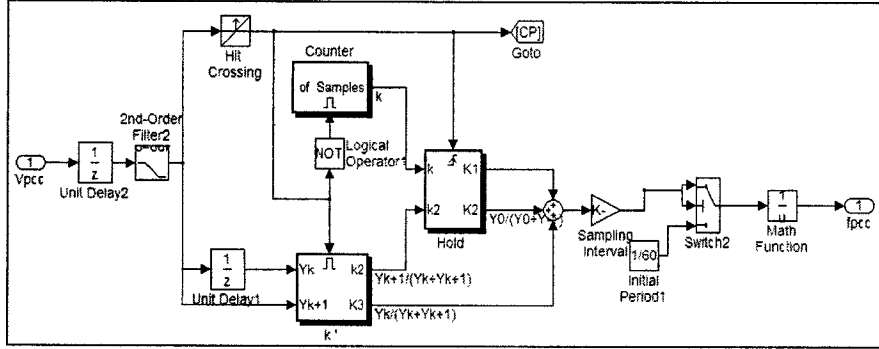 [CP]
Goto
Hit
Crossing
Counter
of Samples
k
2nd-Order
Filter2
1
Vpcc
1
z
Unit Delay2
NOT
Logical
Operator1
k
K1
k2
K2
Hold
Y0/(Y0+Y
K-
Sampling
Interval
1/60
Initial
Period1
Switch2
1
u
Math
Function
1
fpcc
1
z
Unit Delay1
Yk
k2
Yk+1/(Yk+Yk+1)
Yk+1
K3
Yk/(Yk+Yk+1)
k'